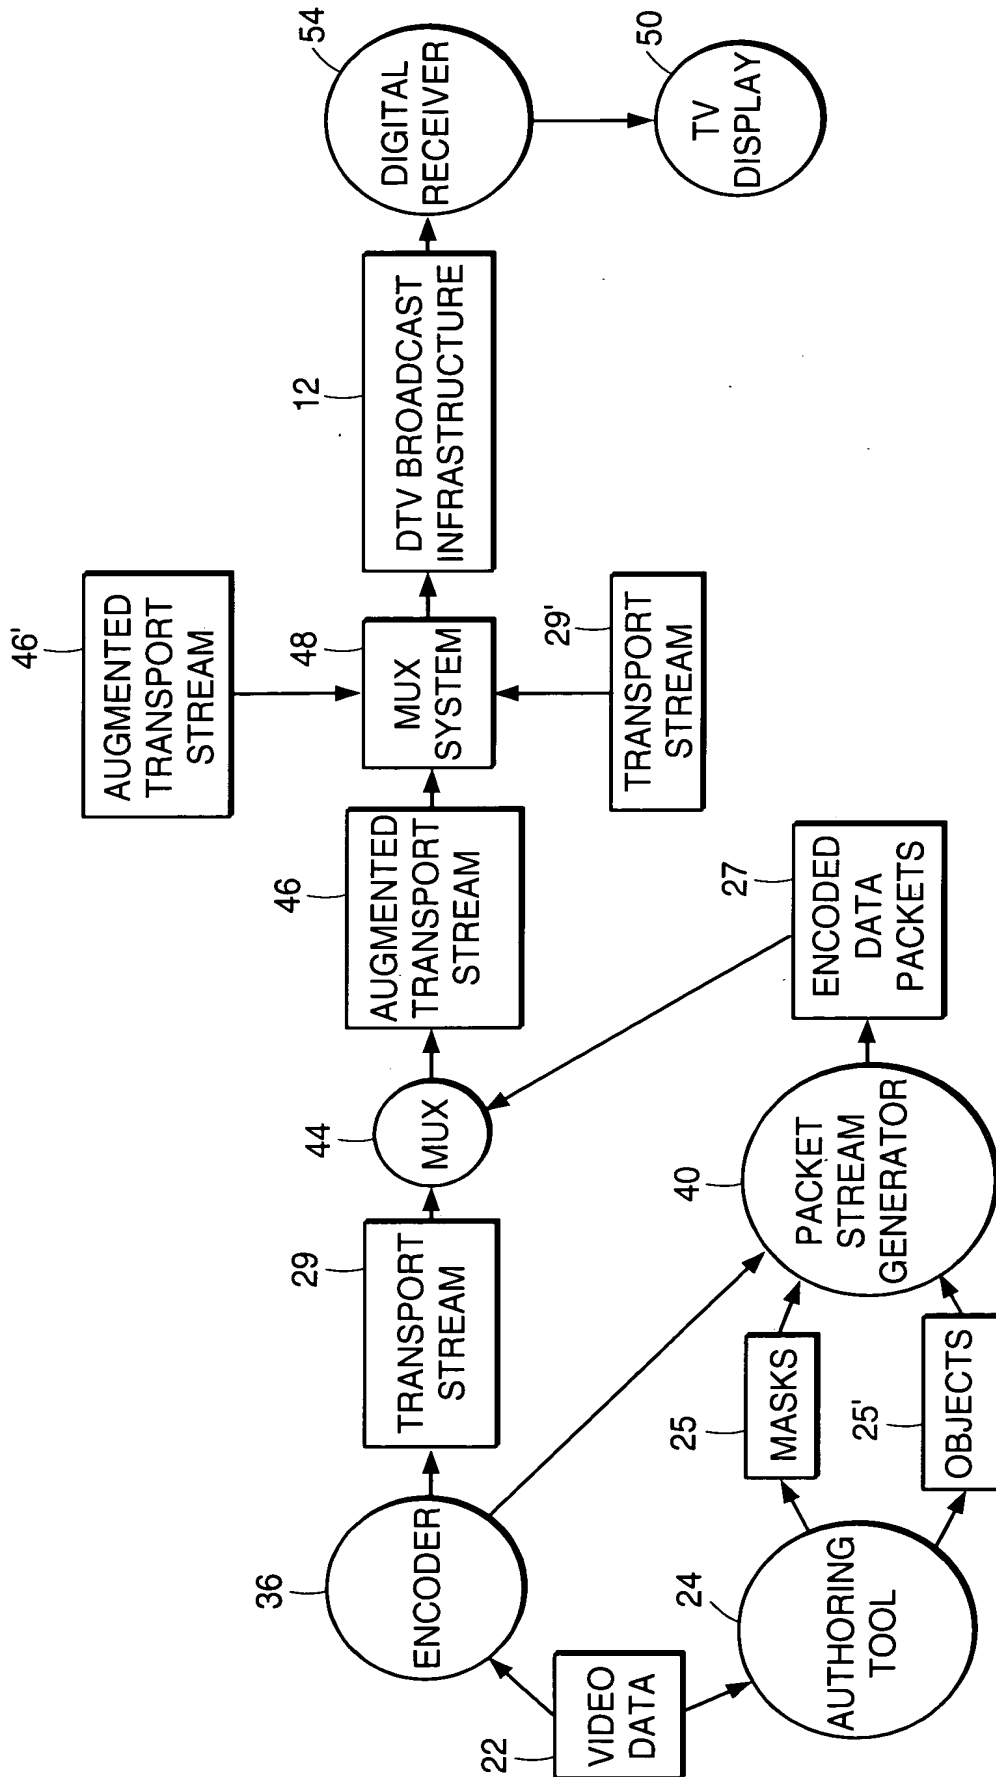 22
VIDEO
DATA
36
ENCODER
24
AUTHORING
TOOL
29
TRANSPORT
STREAM
25
MASKS
25'
OBJECTS
44
MUX
40
PACKET
STREAM
GENERATOR
46
AUGMENTED
TRANSPORT
STREAM
27
ENCODED
DATA
PACKETS
46'
AUGMENTED
TRANSPORT
STREAM
48
MUX
SYSTEM
29'
TRANSPORT
STREAM
12
DTV BROADCAST
INFRASTRUCTURE
54
DIGITAL
RECEIVER
50
TV
DISPLAY